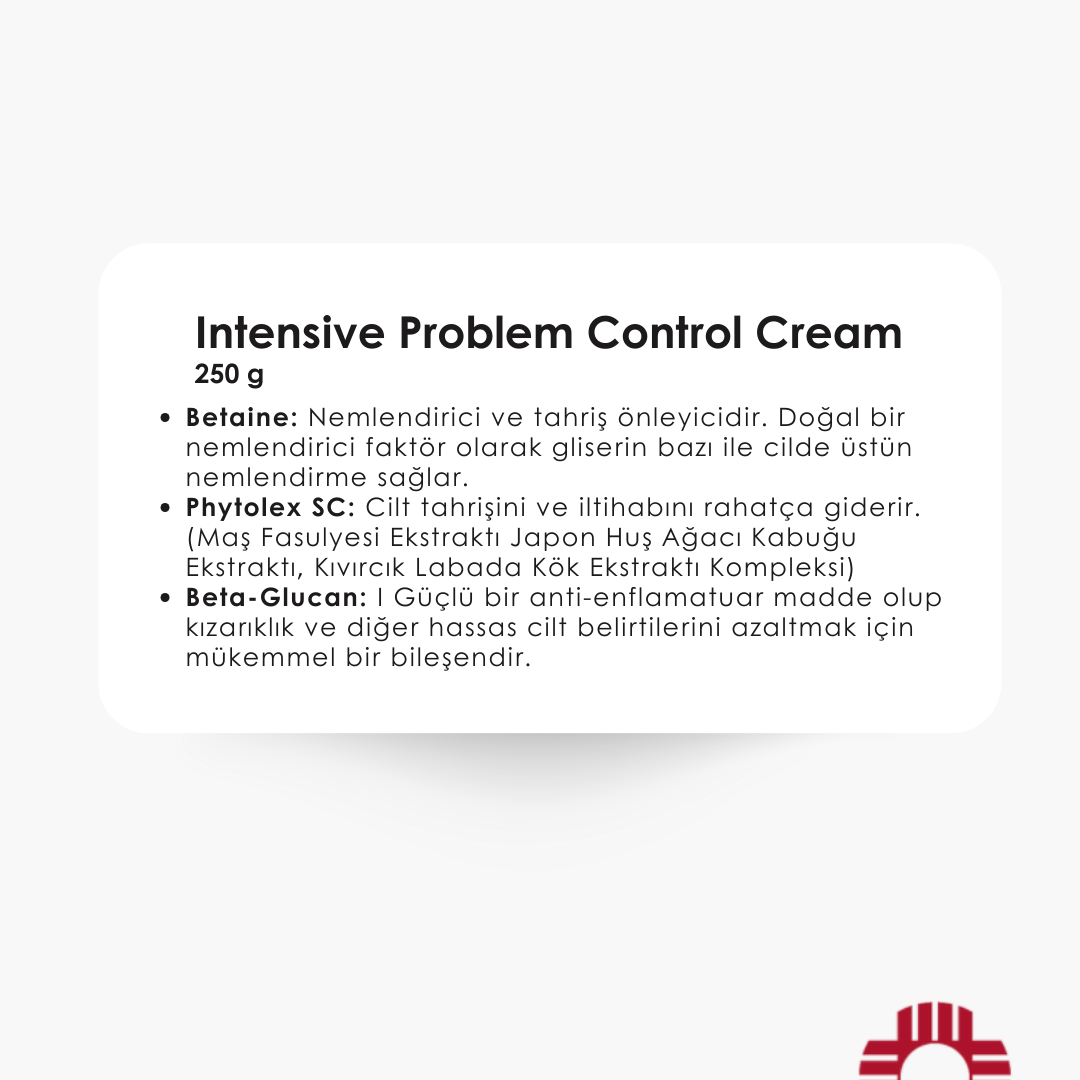 Intensive Problem Control Cream
250 g
• Betaine: Nemlendirici ve tahriş önleyicidir. Doğal bir
nemlendirici faktör olarak gliserin bazı ile cilde üstün
nemlendirme sağlar.
• Phytolex SC: Cilt tahrişini ve iltihabını rahatça giderir.
(Maş Fasulyesi Ekstraktı Japon Huş Ağacı Kabuğu
Ekstraktı, Kıvırcık Labada Kök Ekstraktı Kompleksi)
• Beta-Glucan: I Güçlü bir anti-enflamatuar madde olup
kızarıklık ve diğer hassas cilt belirtilerini azaltmak için
mükemmel bir bileşendir.